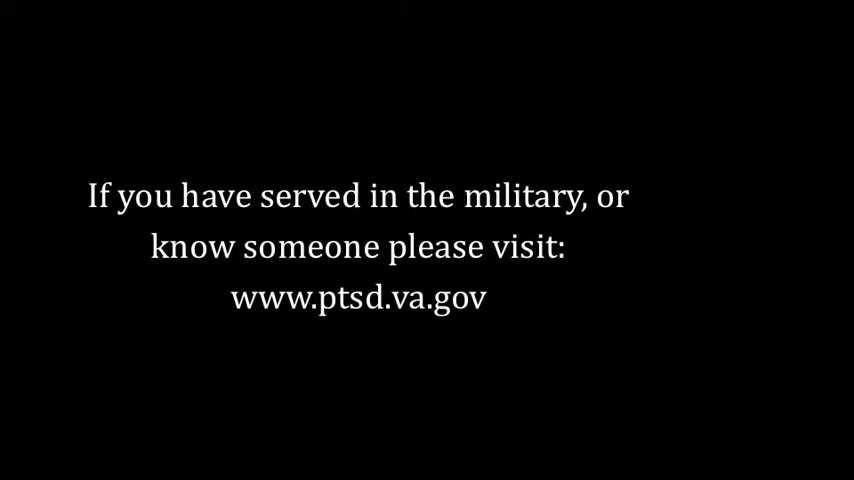 If you have served in the military, or
know someone please visit:
www.ptsd.va.gov